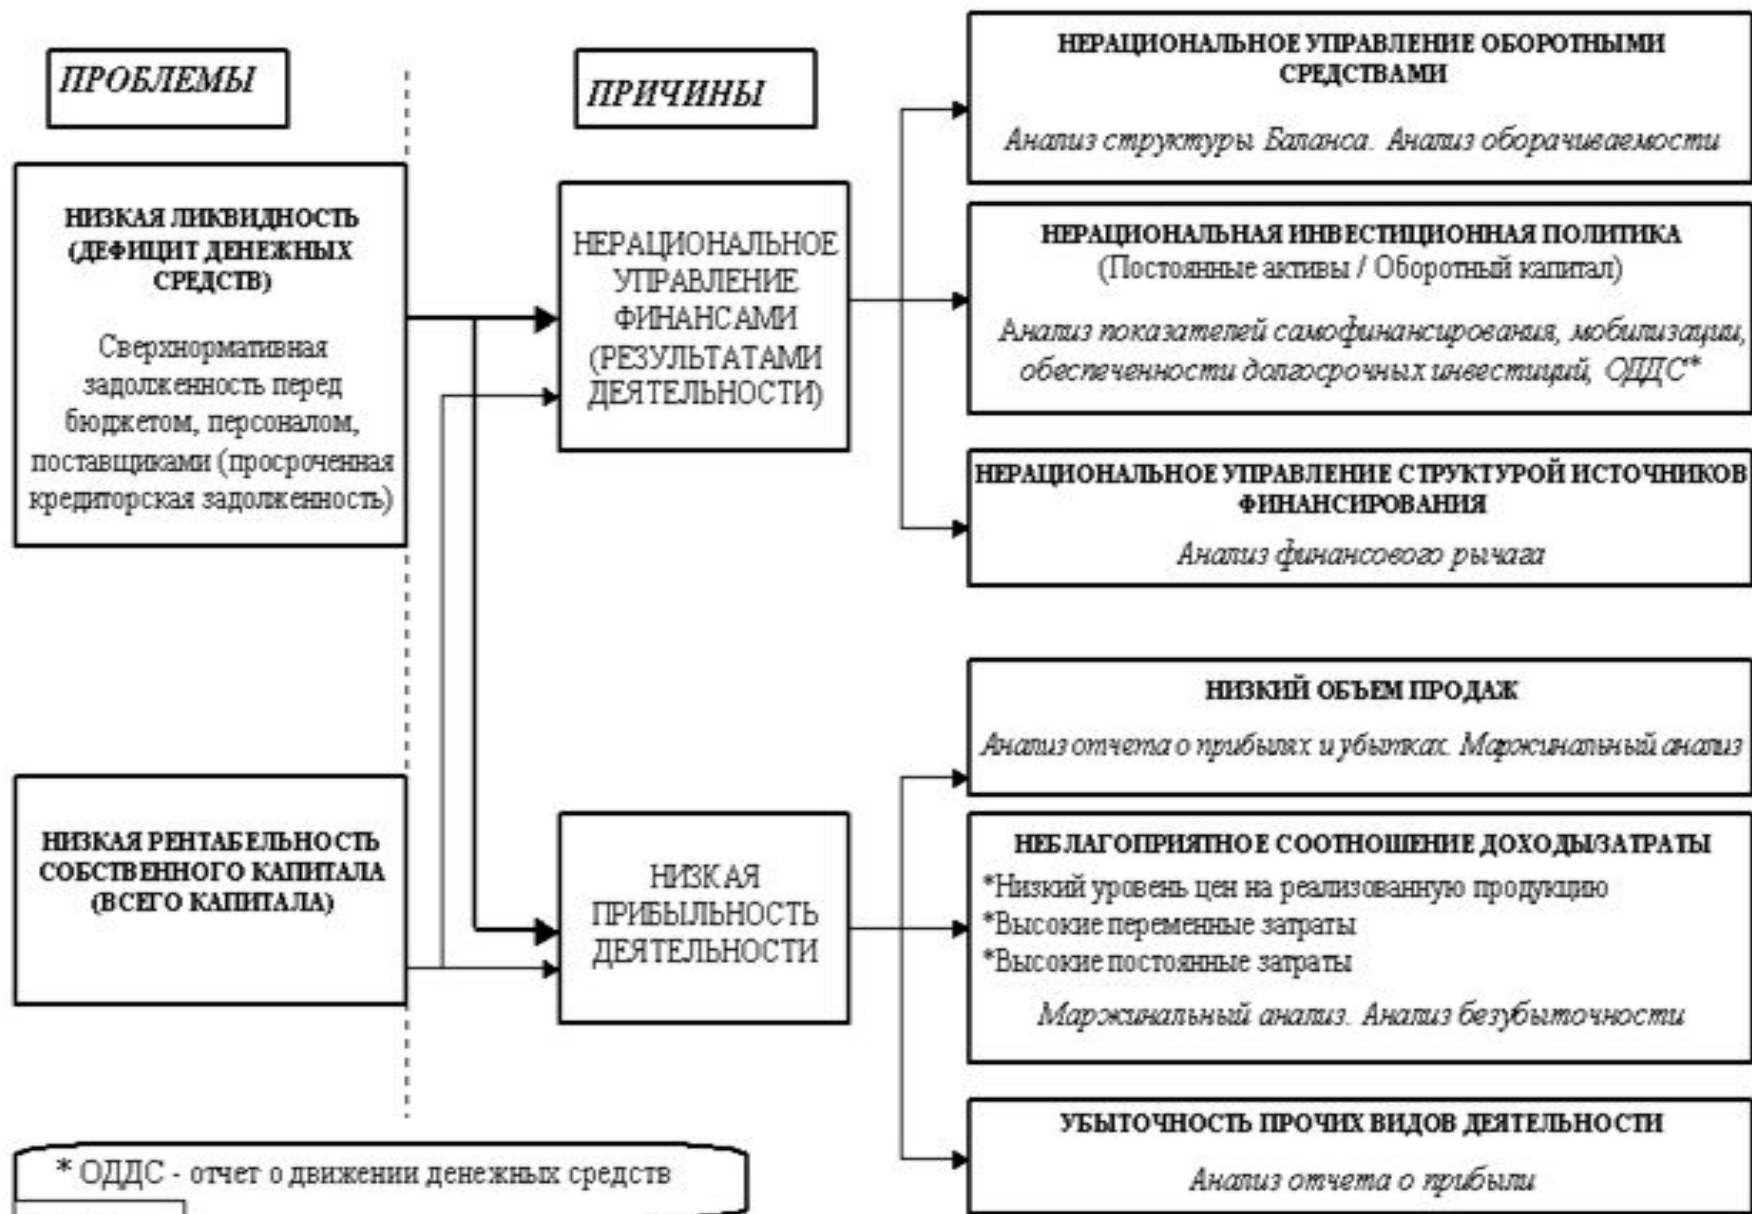 ПРОБЛЕМЫ
НИЗКАЯ ЛИКВИДНОСТЬ
(ДЕФИЦИТ ДЕНЕЖНЫХ
СРЕДСТВ)
Сверхнормативная
задолженность перед
бюджетом, персоналом,
поставщиками (просроченная
кредиторская задолженность)
НИЗКАЯ РЕНТАБЕЛЬНОСТЬ
СОБСТВЕННОГО КАПИТАЛА
(ВСЕГО КАПИТАЛА)
ПРИЧИНЫ
НЕРАЦИОНАЛЬНОЕ
УПРАВЛЕНИЕ
ФИНАНСАМИ
(РЕЗУЛЬТАТАМИ
ДЕЯТЕЛЬНОСТИ)
НИЗКАЯ
ПРИБЫЛЬНОСТЬ
ДЕЯТЕЛЬНОСТИ
НЕРАЦИОНАЛЬНОЕ УПРАВЛЕНИЕ ОБОРОТНЫМИ
СРЕДСТВАМИ
Анализ структуры Баланса. Анализ оборачиваемости
НЕРАЦИОНАЛЬНАЯ ИНВЕСТИЦИОННАЯ ПОЛИТИКА
(Постоянные активы / Оборотный капитал)
Анализ показателей самофинансирования, мобилизации,
обеспеченности долгосрочных инвестиций, ОДДС*
НЕРАЦИОНАЛЬНОЕ УПРАВЛЕНИЕ СТРУКТУРОЙ ИСТОЧНИКОВ
ФИНАНСИРОВАНИЯ
Анализ финансового рычага
НИЗКИЙ ОБЪЕМ ПРОДАЖ
Анализ отчета о прибылях и убытках. Маржинальный анализ
НЕБЛАГОПРИЯТНОЕ СООТНОШЕНИЕ ДОХОДЫ/ЗАТРАТЫ
*Низкий уровень цен на реализованную продукцию
*Высокие переменные затраты
*Высокие постоянные затраты
Маржинальный анализ. Анализ безубыточности
УБЫТОЧНОСТЬ ПРОЧИХ ВИДОВ ДЕЯТЕЛЬНОСТИ
Анализ отчета о прибыли
* ОДДС - отчет о движении денежных средств